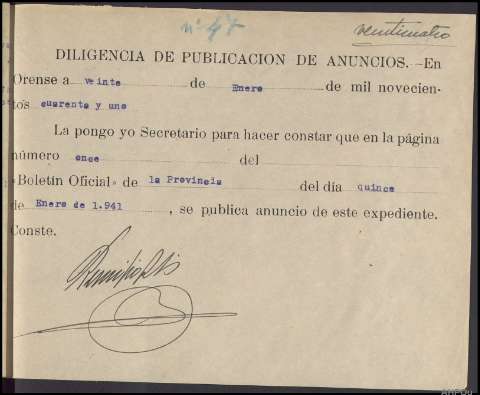 nº 47
venticuatro
DILIGENCIA DE PUBLICACION DE ANUNCIOS.—En
Orense a veinte de Enero de mil novecien-
tos cuarenta y uno
La pongo yo Secretario para hacer constar que en la página
número once del
«Boletín Oficial» de la Provincia del día quince
de Enero de 1.941, se publica anuncio de este expediente.
Conste.